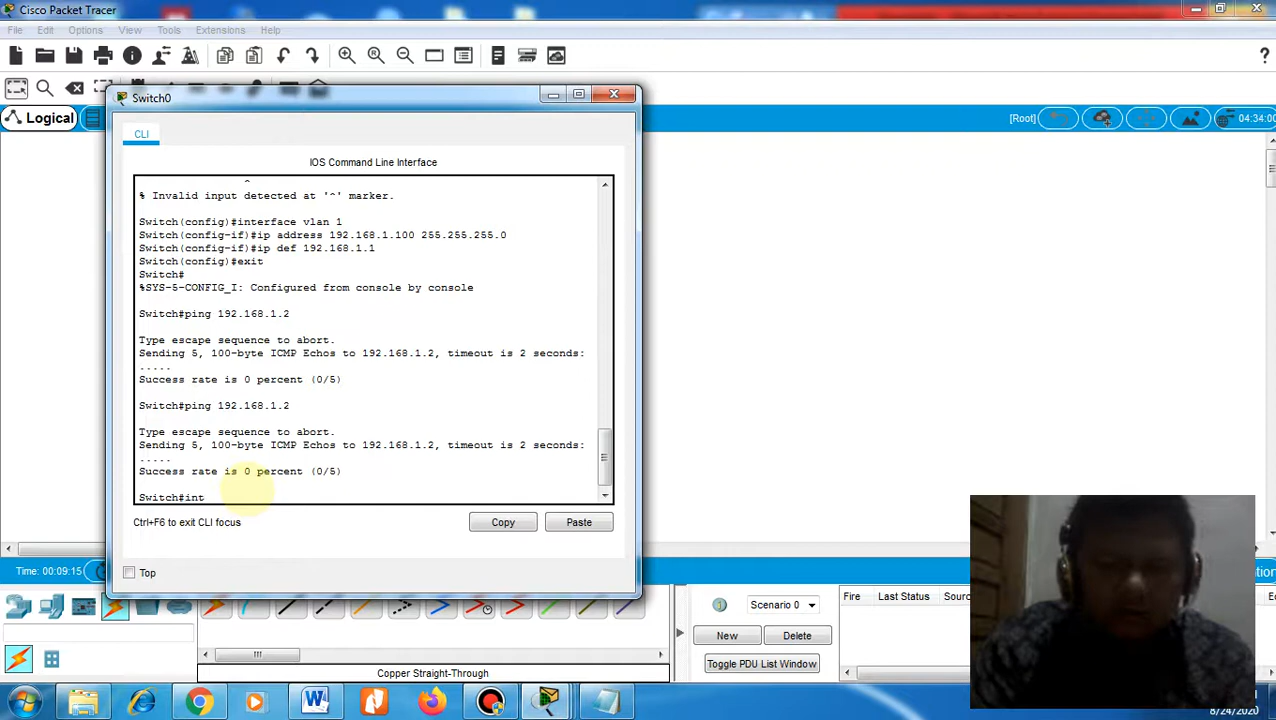 Cisco Packet Tracer
File Edit Options View Tools Extensions Help
Logical
[Root]
04:34:00
Switch0
CLI
IOS Command Line Interface
^
% Invalid input detected at '^' marker.
Switch(config)#interface vlan 1
Switch(config-if)#ip address 192.168.1.100 255.255.255.0
Switch(config-if)#ip def 192.168.1.1
Switch(config)#exit
Switch#
%SYS-5-CONFIG_I: Configured from console by console
Switch#ping 192.168.1.2
Type escape sequence to abort.
Sending 5, 100-byte ICMP Echos to 192.168.1.2, timeout is 2 seconds:
.....
Success rate is 0 percent (0/5)
Switch#ping 192.168.1.2
Type escape sequence to abort.
Sending 5, 100-byte ICMP Echos to 192.168.1.2, timeout is 2 seconds:
.....
Success rate is 0 percent (0/5)
Switch#int
Ctrl+F6 to exit CLI focus
Copy
Paste
Top
Time: 00:09:15
Scenario 0
New
Delete
Toggle PDU List Window
Fire Last Status
Copper Straight-Through
8/24/2020